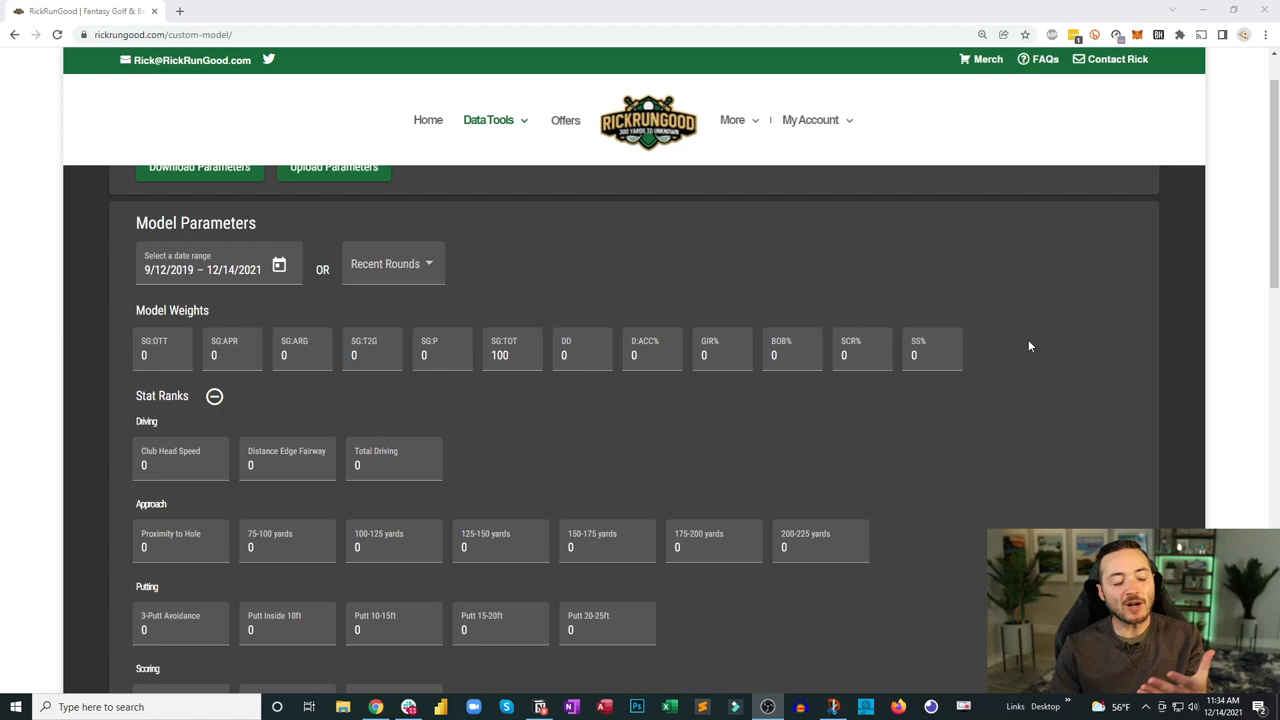 RickRunGood | Fantasy Golf & Be
rickrungood.com/custom-model/
Rick@RickRunGood.com
Merch
FAQs
Contact Rick
Home
Data Tools
Offers
RICKRUNGOOD
300 YARDS TO UNKNOWN
More
My Account
Download Parameters
Upload Parameters
Model Parameters
Select a date range
9/12/2019 – 12/14/2021
OR
Recent Rounds
Model Weights
SG:OTT SG:APR SG:ARG SG:T2G SG:P SG:TOT DD D:ACC% GIR% BOB% SCR% SS%
0 0 0 0 0 100 0 0 0 0 0 0
Stat Ranks
Driving
Club Head Speed Distance Edge Fairway Total Driving
0 0 0
Approach
Proximity to Hole 75-100 yards 100-125 yards 125-150 yards 150-175 yards 175-200 yards 200-225 yards
0 0 0 0 0 0 0
Putting
3-Putt Avoidance Putt Inside 10ft Putt 10-15ft Putt 15-20ft Putt 20-25ft
0 0 0 0 0
Scoring
Type here to search
Links
Desktop
56°F
11:34 AM
12/14/2021